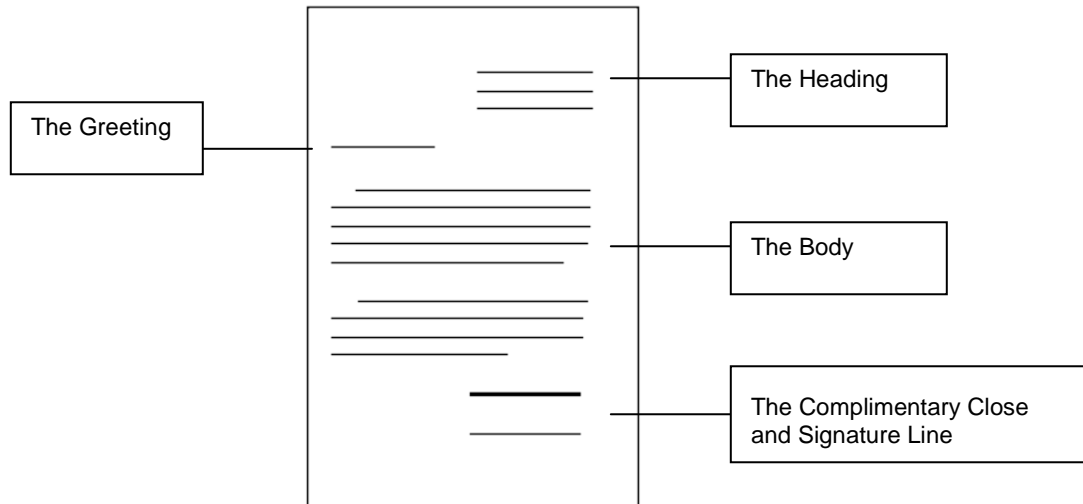 The Heading
The Greeting
The Body
The Complimentary Close
and Signature Line